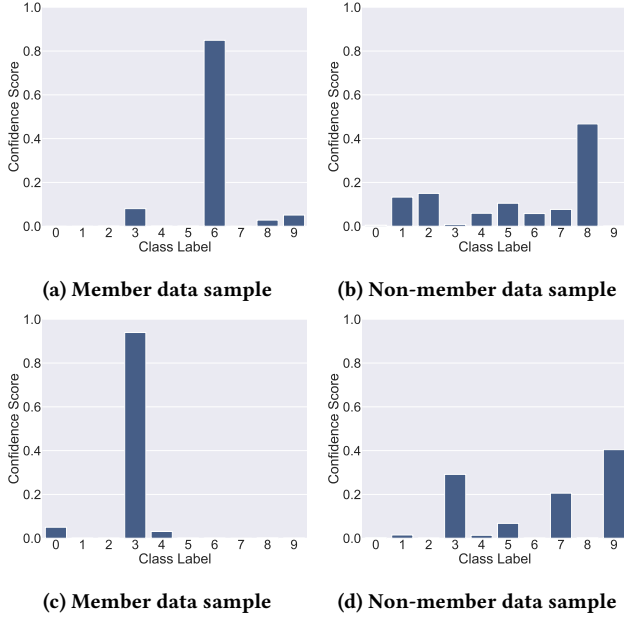 1.0
0.8
0.6
0.4
0.2
0.0
Confidence Score
0 1 2 3 4 5 6 7 8 9
Class Label
(a) Member data sample
1.0
0.8
0.6
0.4
0.2
0.0
Confidence Score
0 1 2 3 4 5 6 7 8 9
Class Label
(b) Non-member data sample
1.0
0.8
0.6
0.4
0.2
0.0
Confidence Score
0 1 2 3 4 5 6 7 8 9
Class Label
(c) Member data sample
1.0
0.8
0.6
0.4
0.2
0.0
Confidence Score
0 1 2 3 4 5 6 7 8 9
Class Label
(d) Non-member data sample